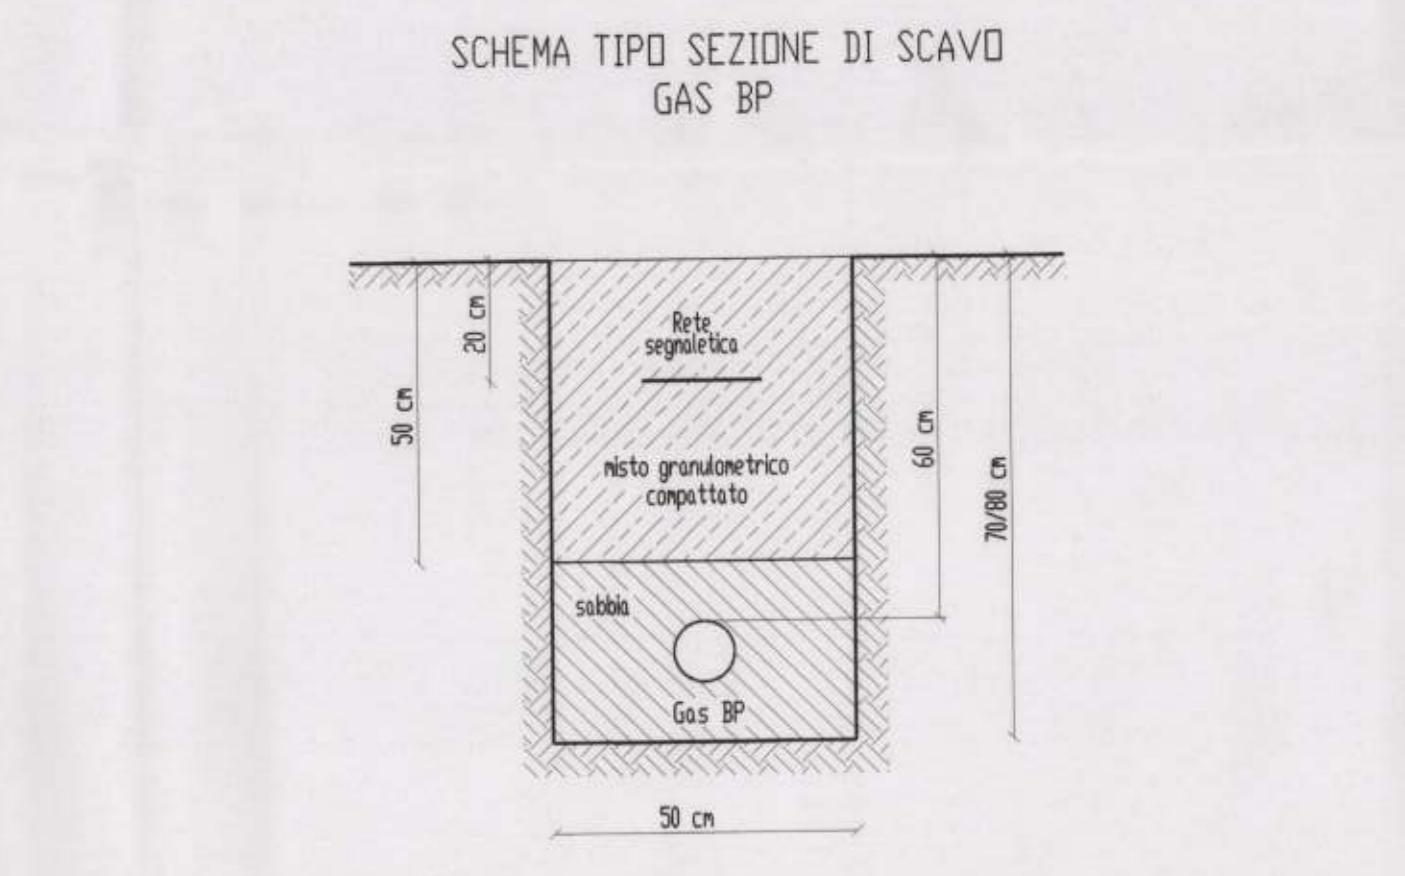 SCHEMA TIPO SEZIONE DI SCAVO
GAS BP
20 cm
50 cm
Rete
segnaletica
misto granulometrico
compattato
60 cm
70/80 cm
sabbia
Gas BP
50 cm